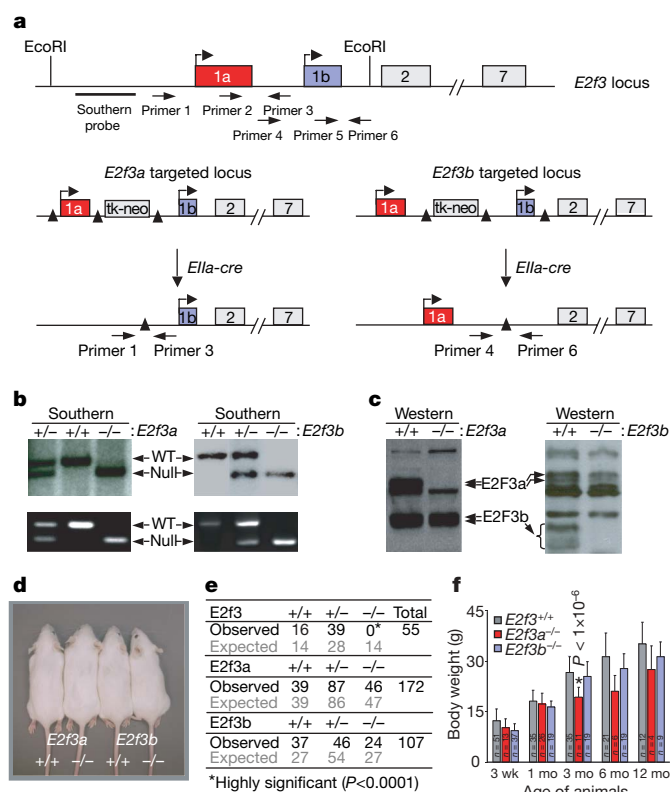 a
EcoRI EcoRI
1a 1b 2 7
E2f3 locus
Southern probe
Primer 1 Primer 2 Primer 3
Primer 4 Primer 5 Primer 6
E2f3a targeted locus
1a tk-neo 1b 2 7
EIIa-cre
1b 2 7
Primer 1 Primer 3
E2f3b targeted locus
1a tk-neo 1b 2 7
EIIa-cre
1a 2 7
Primer 4 Primer 6
b
Southern Southern
+/− +/+ −/− :E2f3a
+/+ +/− −/− :E2f3b
WT
Null
WT
Null
c
Western Western
+/+ −/− :E2f3a
+/+ −/− :E2f3b
E2F3a
E2F3b
d
E2f3a E2f3b
+/+ −/− +/+ −/−
e
E2f3 +/+ +/− −/− Total
Observed 16 39 0* 55
Expected 14 28 14
E2f3a +/+ +/− −/−
Observed 39 87 46 172
Expected 39 86 47
E2f3b +/+ +/− −/−
Observed 37 46 24 107
Expected 27 54 27
*Highly significant (P<0.0001)
f
Body weight (g)
45
30
15
0
E2f3+/+
E2f3a−/−
E2f3b−/−
* P < 1×10−6
n = 35 n = 11 n = 19
3 wk 1 mo 3 mo 6 mo 12 mo
Age of animals